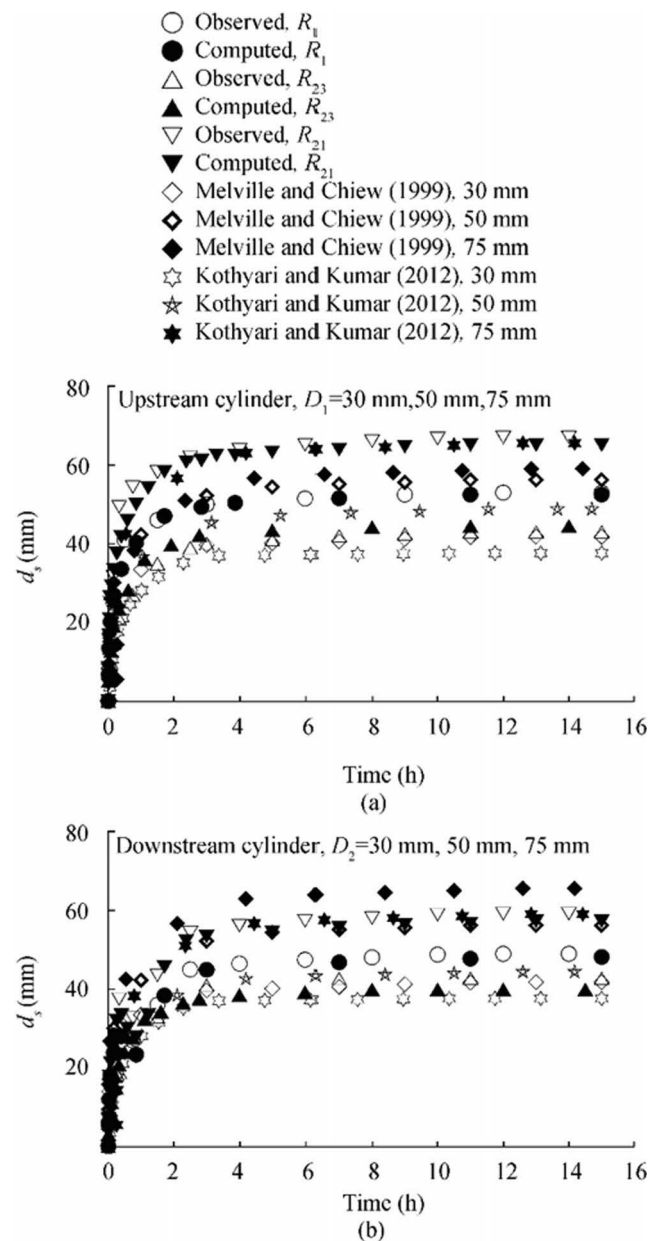 Observed, R₁
Computed, R₁
Observed, R₂₃
Computed, R₂₃
Observed, R₂₁
Computed, R₂₁
Melville and Chiew (1999), 30 mm
Melville and Chiew (1999), 50 mm
Melville and Chiew (1999), 75 mm
Kothyari and Kumar (2012), 30 mm
Kothyari and Kumar (2012), 50 mm
Kothyari and Kumar (2012), 75 mm
80
Upstream cylinder, D₁=30 mm,50 mm,75 mm
60
40
20
dₛ (mm)
0 2 4 6 8 10 12 14 16
Time (h)
(a)
80
Downstream cylinder, D₂=30 mm, 50 mm, 75 mm
60
40
20
dₛ (mm)
0 2 4 6 8 10 12 14 16
Time (h)
(b)